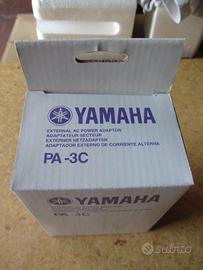 YAMAHA
EXTERNAL AC POWER ADAPTOR
ADAPTATEUR SECTEUR
EXTERNER NETZADAPTER
ADAPTADOR EXTERNO DE CORRIENTE ALTERNA
PA-3C
YAMAHA
PA-3C
subito